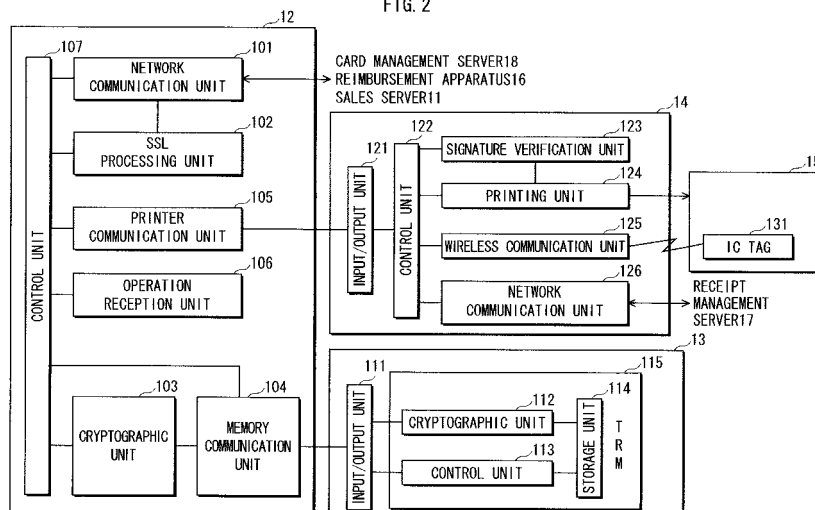 FIG. 2
12
107
101
NETWORK
COMMUNICATION UNIT
CARD MANAGEMENT SERVER18
REIMBURSEMENT APPARATUS16
SALES SERVER11
102
SSL
PROCESSING UNIT
105
PRINTER
COMMUNICATION UNIT
106
OPERATION
RECEPTION UNIT
CONTROL UNIT
103
CRYPTOGRAPHIC
UNIT
104
MEMORY
COMMUNICATION
UNIT
14
121
INPUT/OUTPUT UNIT
122
CONTROL UNIT
123
SIGNATURE VERIFICATION UNIT
124
PRINTING UNIT
125
WIRELESS COMMUNICATION UNIT
126
NETWORK
COMMUNICATION UNIT
15
131
IC TAG
RECEIPT
MANAGEMENT
SERVER17
13
111
INPUT/OUTPUT UNIT
115
112
CRYPTOGRAPHIC UNIT
113
CONTROL UNIT
114
STORAGE UNIT
T
R
M